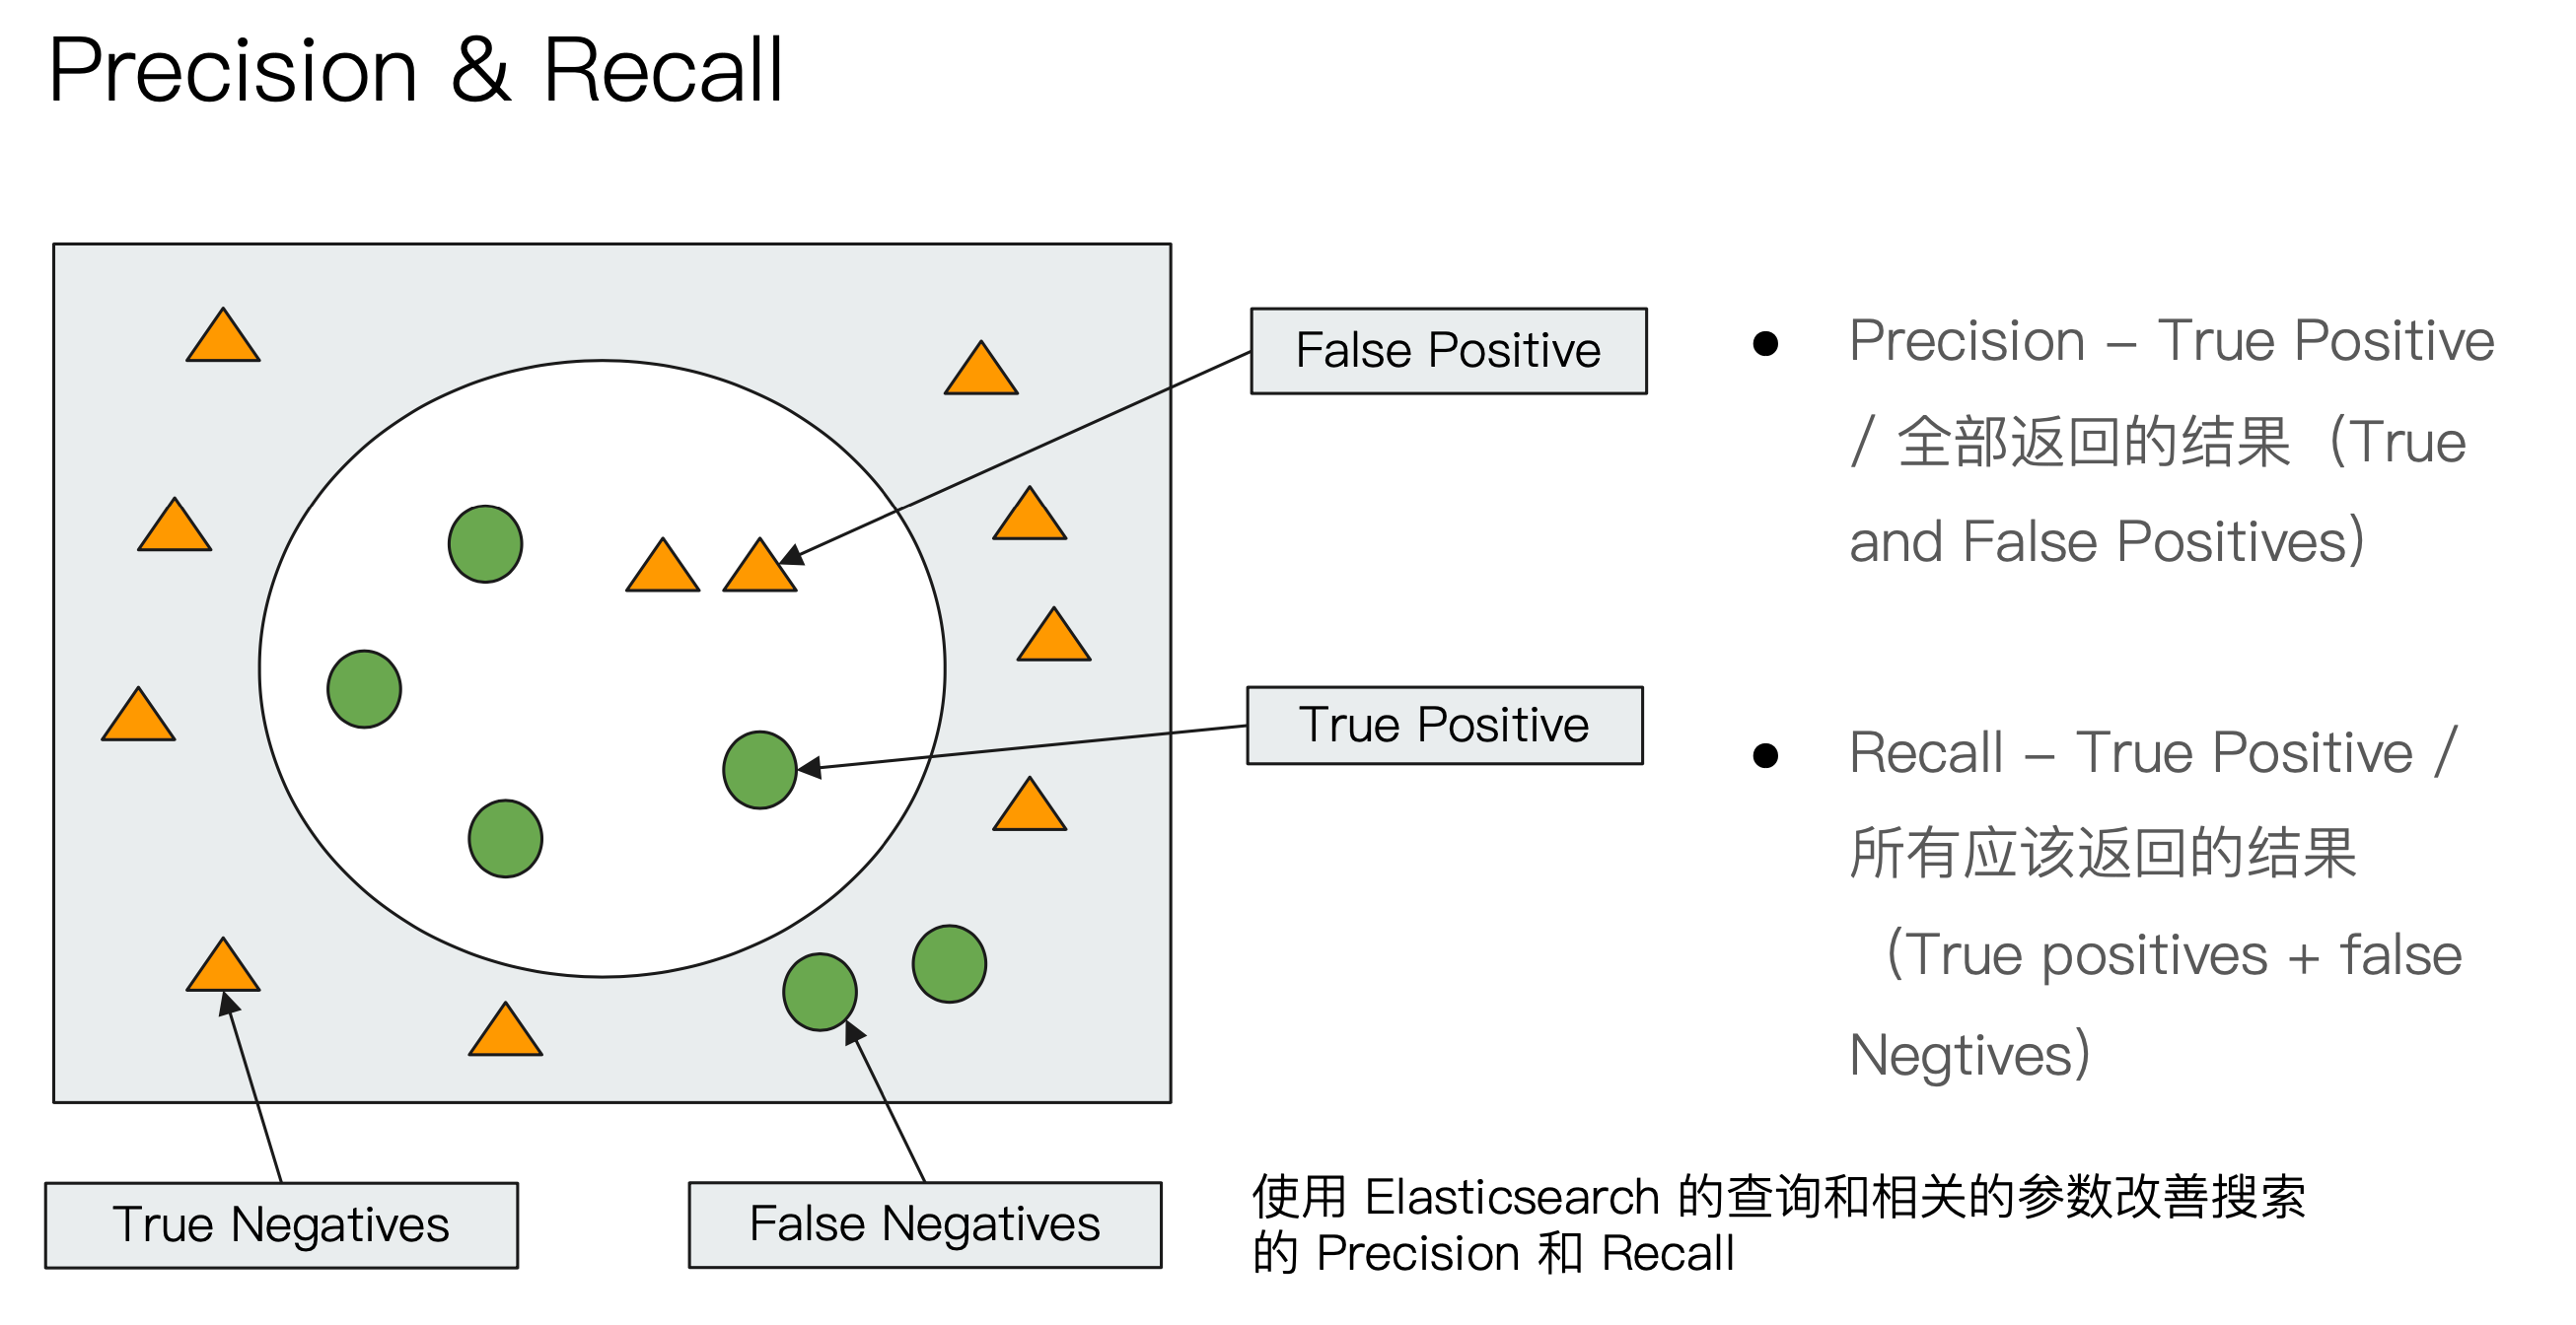 Precision & Recall
False Positive
True Positive
True Negatives
False Negatives
● Precision – True Positive
/ 全部返回的结果（True
and False Positives）
● Recall – True Positive /
所有应该返回的结果
（True positives + false
Negtives）
使用 Elasticsearch 的查询和相关的参数改善搜索
的 Precision 和 Recall